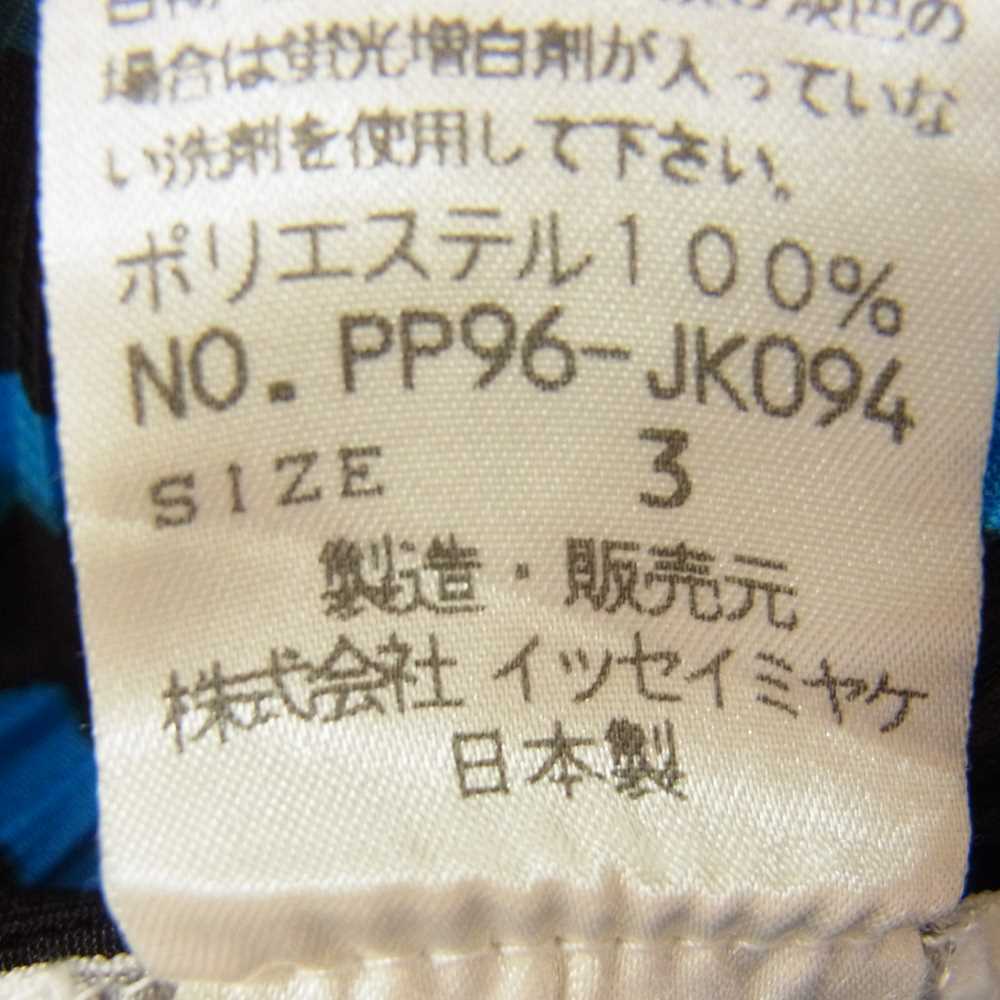 の
場合は蛍光増白剤が入っていな
い洗剤を使用して下さい。
ポリエステル100%
NO. PP96-JK094
SIZE 3
製造・販売元
株式会社 イッセイミヤケ
日本製